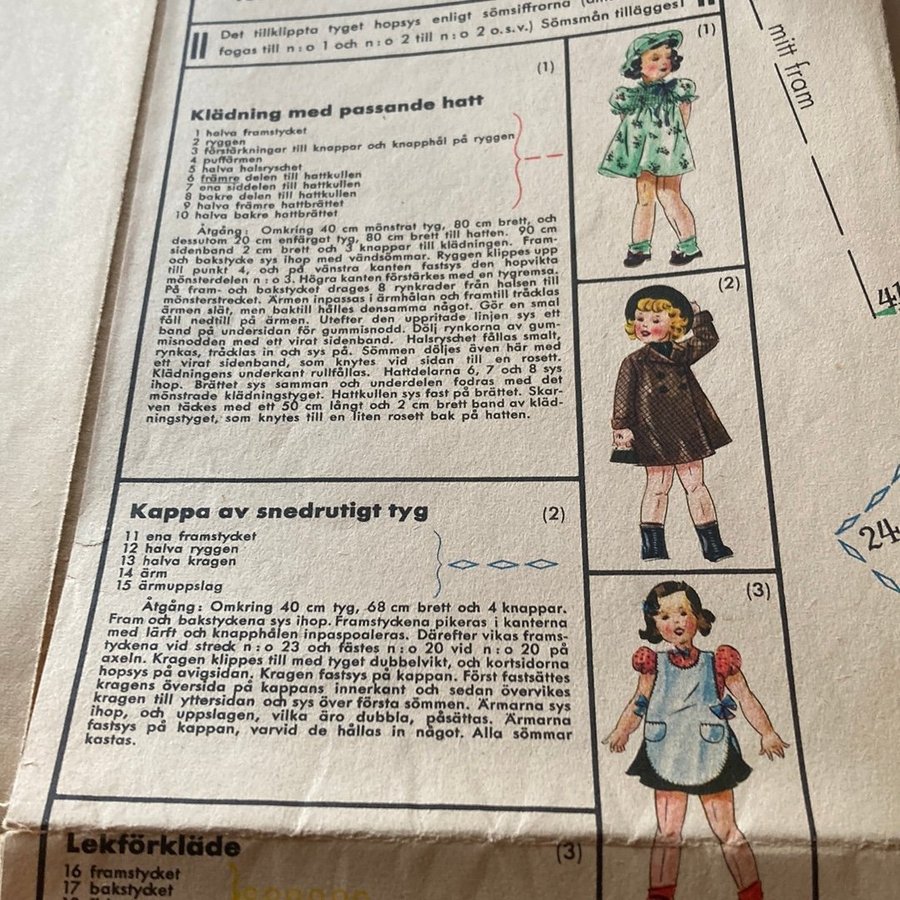 Det tillklippta tyget hopsys enligt sömsiffrorna
fogas till n:o 1 och n:o 2 till n:o 2 o.s.v.) Sömsmån tillägges!
(1)
Klädning med passande hatt
1 halva framstycket
2 ryggen
3 förstärkningar till knappar och knapphål på ryggen
4 puffärmen
5 halva halsryschet
6 främre delen till hattkullen
7 ena siddelen till hattkullen
8 bakre delen till hattkullen
9 halva främre hattbrättet
10 halva bakre hattbrättet
Åtgång: Omkring 40 cm mönstrat tyg, 80 cm brett, och
dessutom 20 cm enfärgat tyg, 80 cm brett till hatten. 90 cm
sidenband 2 cm brett och 3 knappar till klädningen. Fram-
och bakstycke sys ihop med vändsömmar. Ryggen klippes upp
till punkt 4, och på vänstra kanten fastsys den hopvikta
mönsterdelen n:o 3. Högra kanten förstärkes med en tygremsa.
På fram- och bakstycket drages 8 rynkrader från halsen till
mönsterstrecket. Ärmen inpassas i ärmhålan och framtill tråcklas
ärmen slät, men baktill hålles densamma något. Gör en smal
fåll nedtill på ärmen. Utefter den uppritade linjen sys ett
band på undersidan för gummisnodd. Dölj rynkorna av gum-
misnodden med ett virat sidenband. Halsryschet fållas smalt,
rynkas, tråcklas in och sys på. Sömmen döljes även här med
ett virat sidenband, som knytes vid sidan till en rosett.
Klädningens underkant rullfållas. Hattdelarna 6, 7 och 8 sys
ihop. Brättet sys samman och underdelen fodras med det
mönstrade klädningstyget. Hattkullen sys fast på brättet. Skar-
ven täckes med ett 50 cm långt och 2 cm brett band av kläd-
ningstyget, som knytes till en liten rosett bak på hatten.
Kappa av snedrutigt tyg (2)
11 ena framstycket
12 halva ryggen
13 halva kragen
14 ärm
15 ärmuppslag
Åtgång: Omkring 40 cm tyg, 68 cm brett och 4 knappar.
Fram och bakstyckena sys ihop. Framstyckena pikeras i kanterna
med lärft och knapphålen inpaspoaleras. Därefter vikas frams-
tyckena vid streck n:o 23 och fästes n:o 20 vid n:o 20 på
axeln. Kragen klippes till med tyget dubbelvikt, och kortsidorna
hopsys på avigsidan. Kragen fastsys på kappan. Först fastsättes
kragens översida på kappans innerkant och sedan övervikes
kragen till yttersidan och sys över första sömmen. Ärmarna sys
ihop, och uppslagen, vilka äro dubbla, påsättas. Ärmarna
fastsys på kappan, varvid de hållas in något. Alla sömmar
kastas.
Lekförkläde (3)
16 framstycket
17 bakstycket
(1)
(2)
(3)
mitt fram
41
24